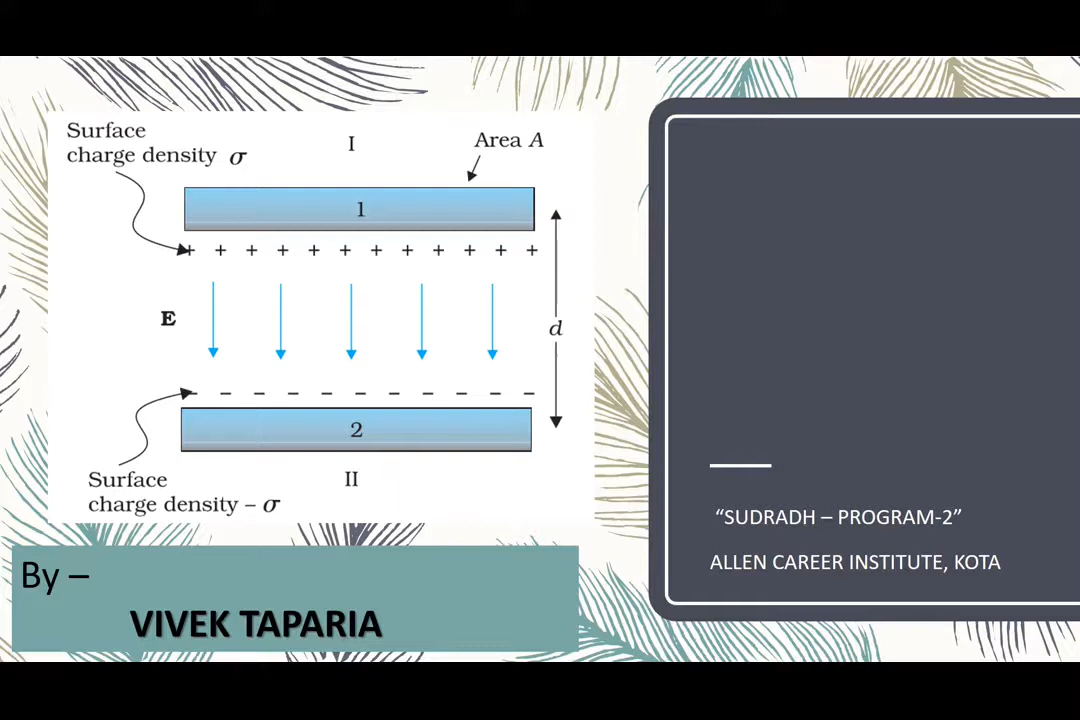 Surface
charge density σ
I
Area A
1
+ + + + + + + + + + + +
E
d
– – – – – – – – – – –
2
Surface
charge density – σ
II
By –
VIVEK TAPARIA
“SUDRADH – PROGRAM-2”
ALLEN CAREER INSTITUTE, KOTA